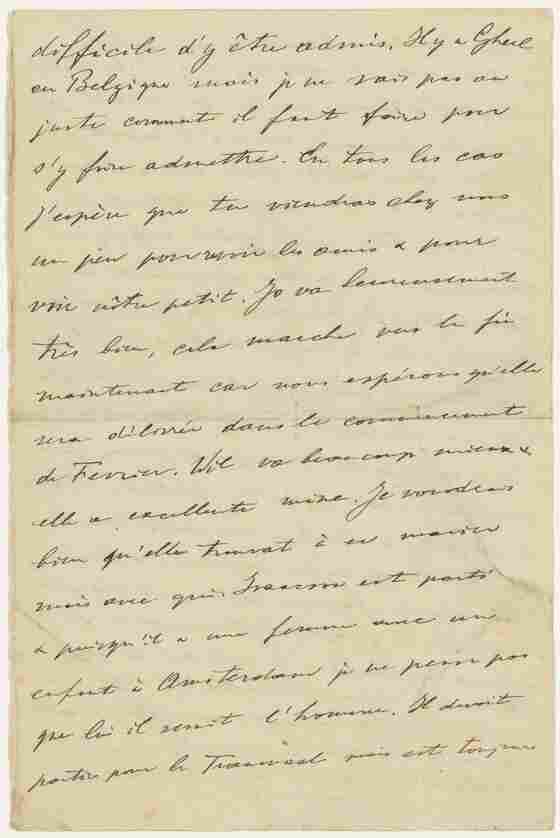 difficile d'y être admis. Il y a Gheel
en Belgique mais je ne sais pas au
juste comment il faut faire pour
s'y faire admettre. En tous les cas
j'espère que tu viendras chez nous
un peu pour revoir les amis & pour
voir nôtre petit. Jo va heureusement
très bien, cela marche vers la fin
maintenant car nous espérons qu'elle
sera délivrée dans le commencement
de Fevrier. Wil va beaucoup mieux &
elle a excellente mine. Je voudrais
bien qu'elle trouvat à se marier
mais avec qui. est parti
& puisqu'il a une femme avec un
enfant à Amsterdam je ne pense pas
que lui il serait l'homme. Il devait
partir pour le Transvaal mais est toujours